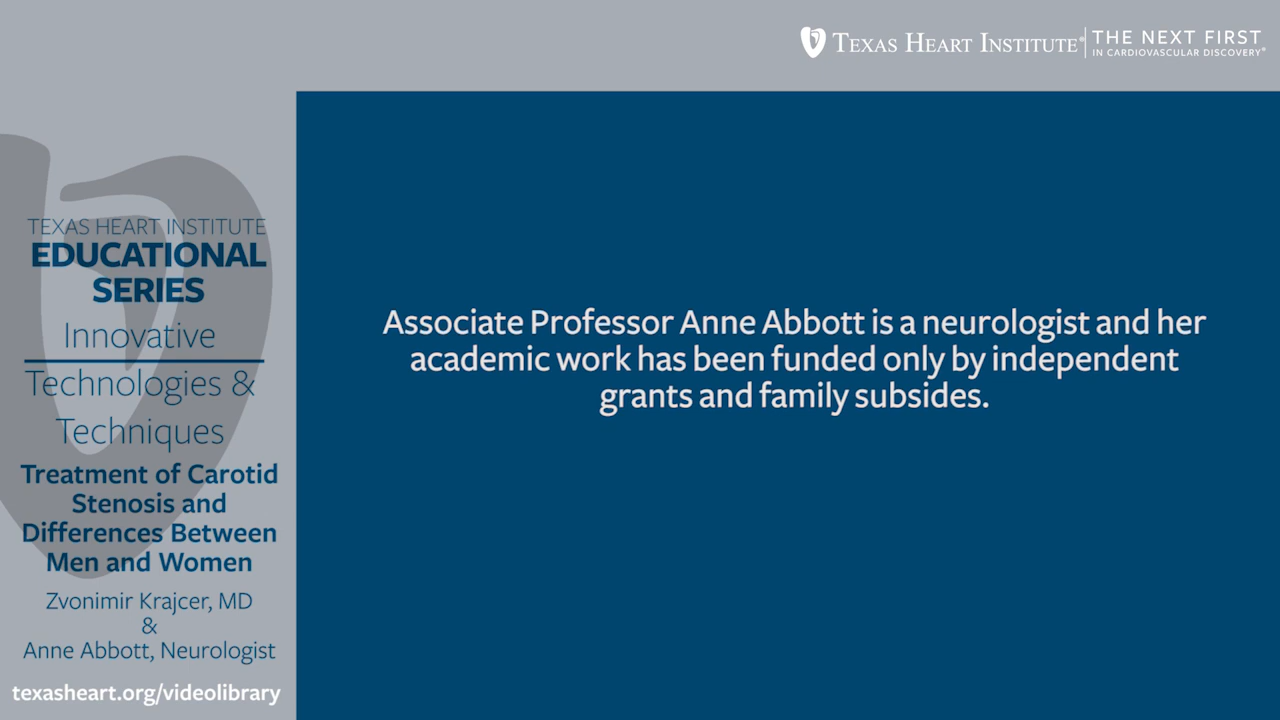 TEXAS HEART INSTITUTE® THE NEXT FIRST
IN CARDIOVASCULAR DISCOVERY®
TEXAS HEART INSTITUTE
EDUCATIONAL
SERIES
Innovative
Technologies &
Techniques
Treatment of Carotid
Stenosis and
Differences Between
Men and Women
Zvonimir Krajcer, MD
&
Anne Abbott, Neurologist
texasheart.org/videolibrary
Associate Professor Anne Abbott is a neurologist and her
academic work has been funded only by independent
grants and family subsides.